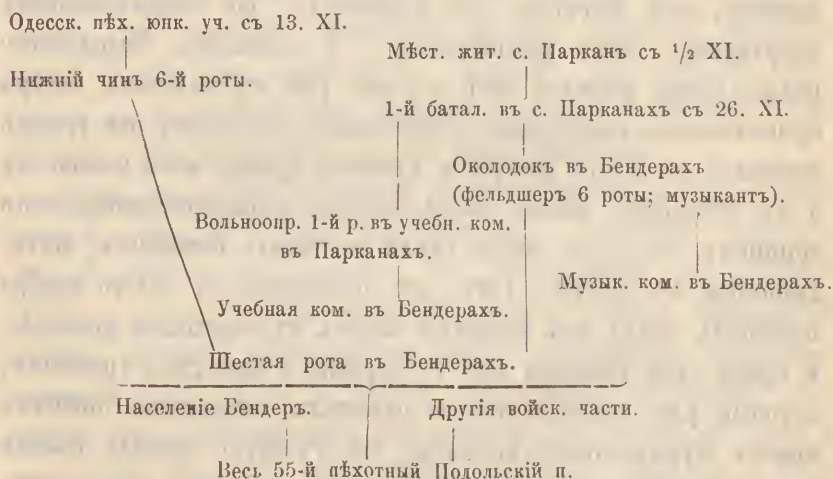 Одесск. пѣх. юнк. уч. съ 13. XI.
Мѣст. жит. с. Парканъ съ ¹/₂ XI.
Нижній чинъ 6-й роты.
1-й батал. въ с. Парканахъ съ 26. XI.
Околодокъ въ Бендерахъ
(фельдшеръ 6 роты; музыкантъ).
Вольноопр. 1-й р. въ учебн. ком.
въ Парканахъ.
Музык. ком. въ Бендерахъ.
Учебная ком. въ Бендерахъ.
Шестая рота въ Бендерахъ.
Населеніе Бендеръ. Другія войск. части.
Весь 55-й пѣхотный Подольскій п.